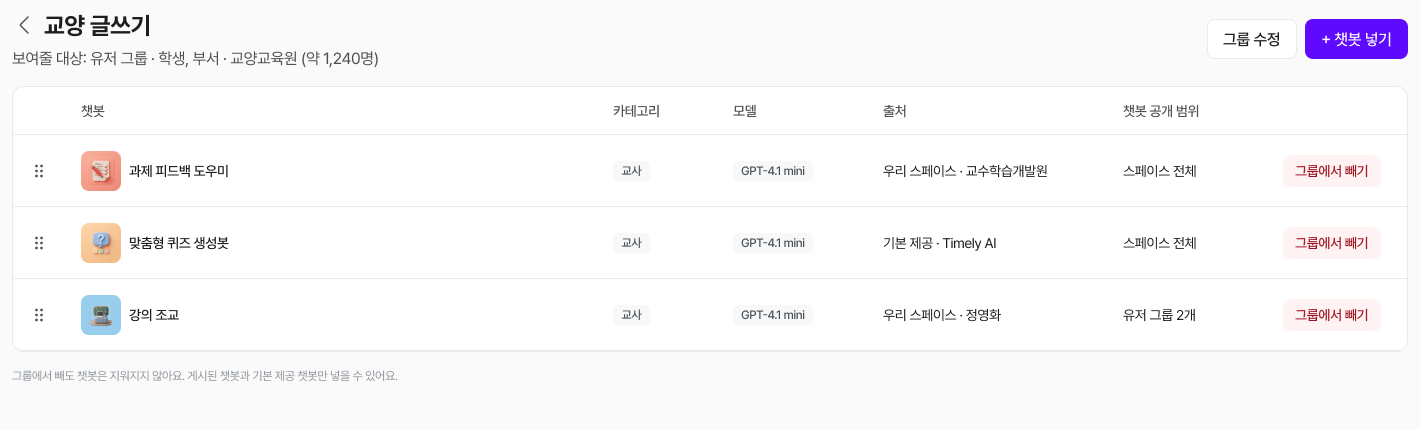 교양 글쓰기
보여줄 대상: 유저 그룹 · 학생, 부서 · 교양교육원 (약 1,240명)
그룹 수정
+ 챗봇 넣기
챗봇 카테고리 모델 출처 챗봇 공개 범위
과제 피드백 도우미 교사 GPT-4.1 mini 우리 스페이스 · 교수학습개발원 스페이스 전체 그룹에서 빼기
맞춤형 퀴즈 생성봇 교사 GPT-4.1 mini 기본 제공 · Timely AI 스페이스 전체 그룹에서 빼기
강의 조교 교사 GPT-4.1 mini 우리 스페이스 · 정영화 유저 그룹 2개 그룹에서 빼기
그룹에서 빼도 챗봇은 지워지지 않아요. 게시된 챗봇과 기본 제공 챗봇만 넣을 수 있어요.